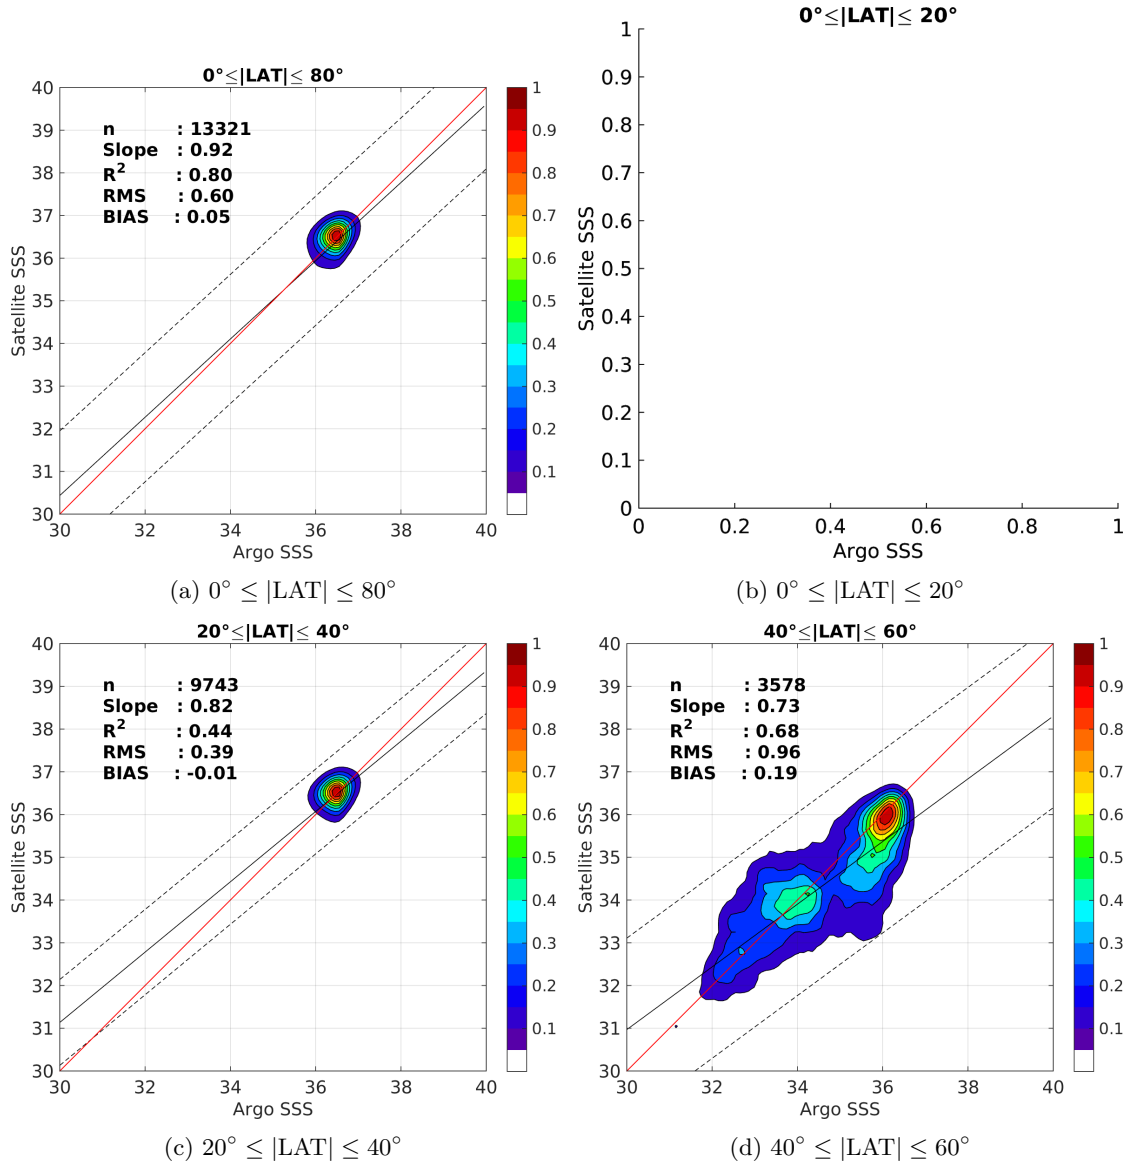 0°≤|LAT|≤ 80°
40
39
38
37
36
35
34
33
32
31
30
Satellite SSS
n : 13321
Slope : 0.92
R² : 0.80
RMS : 0.60
BIAS : 0.05
30 32 34 36 38 40
Argo SSS
1
0.9
0.8
0.7
0.6
0.5
0.4
0.3
0.2
0.1
(a) 0° ≤ |LAT| ≤ 80°
0°≤|LAT|≤ 20°
1
0.9
0.8
0.7
0.6
0.5
0.4
0.3
0.2
0.1
0
Satellite SSS
0 0.2 0.4 0.6 0.8 1
Argo SSS
(b) 0° ≤ |LAT| ≤ 20°
20°≤|LAT|≤ 40°
40
39
38
37
36
35
34
33
32
31
30
Satellite SSS
n : 9743
Slope : 0.82
R² : 0.44
RMS : 0.39
BIAS : -0.01
30 32 34 36 38 40
Argo SSS
1
0.9
0.8
0.7
0.6
0.5
0.4
0.3
0.2
0.1
(c) 20° ≤ |LAT| ≤ 40°
40°≤|LAT|≤ 60°
40
39
38
37
36
35
34
33
32
31
30
Satellite SSS
n : 3578
Slope : 0.73
R² : 0.68
RMS : 0.96
BIAS : 0.19
30 32 34 36 38 40
Argo SSS
1
0.9
0.8
0.7
0.6
0.5
0.4
0.3
0.2
0.1
(d) 40° ≤ |LAT| ≤ 60°